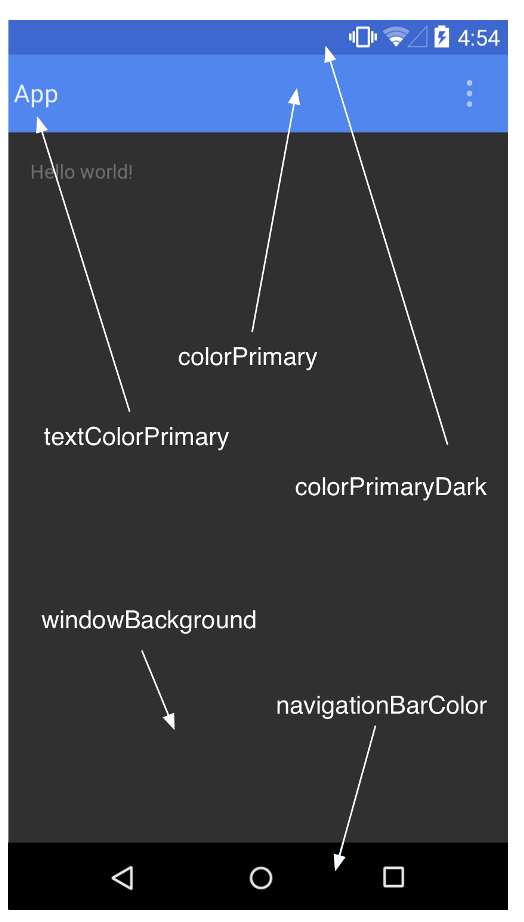 4:54
App
Hello world!
colorPrimary
textColorPrimary
colorPrimaryDark
windowBackground
navigationBarColor